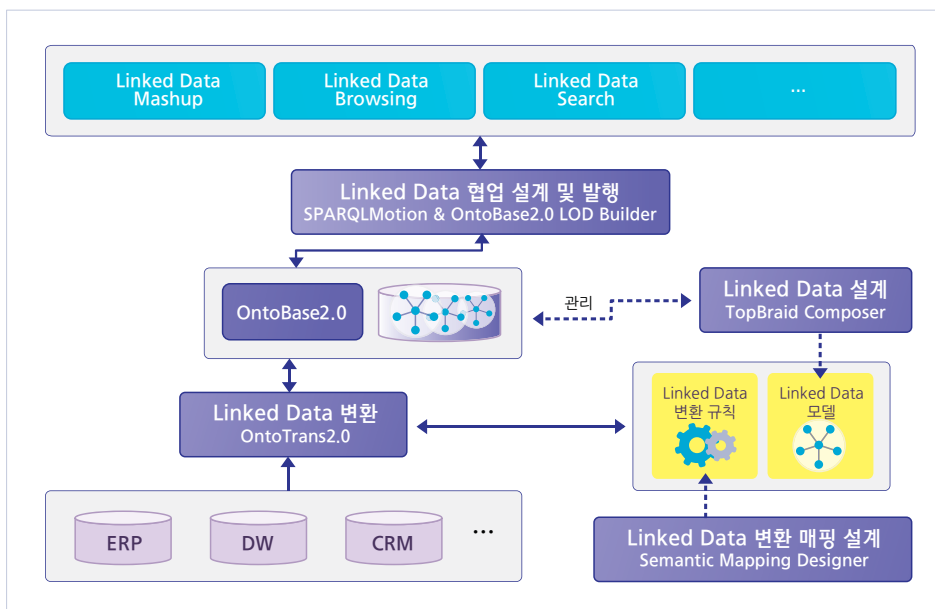 Linked Data
Mashup
Linked Data
Browsing
Linked Data
Search
...
Linked Data 협업 설계 및 발행
SPARQLMotion & OntoBase2.0 LOD Builder
OntoBase2.0
관리
Linked Data 설계
TopBraid Composer
Linked Data 변환
OntoTrans2.0
Linked Data
변환 규칙
Linked Data
모델
ERP
DW
CRM
...
Linked Data 변환 매핑 설계
Semantic Mapping Designer